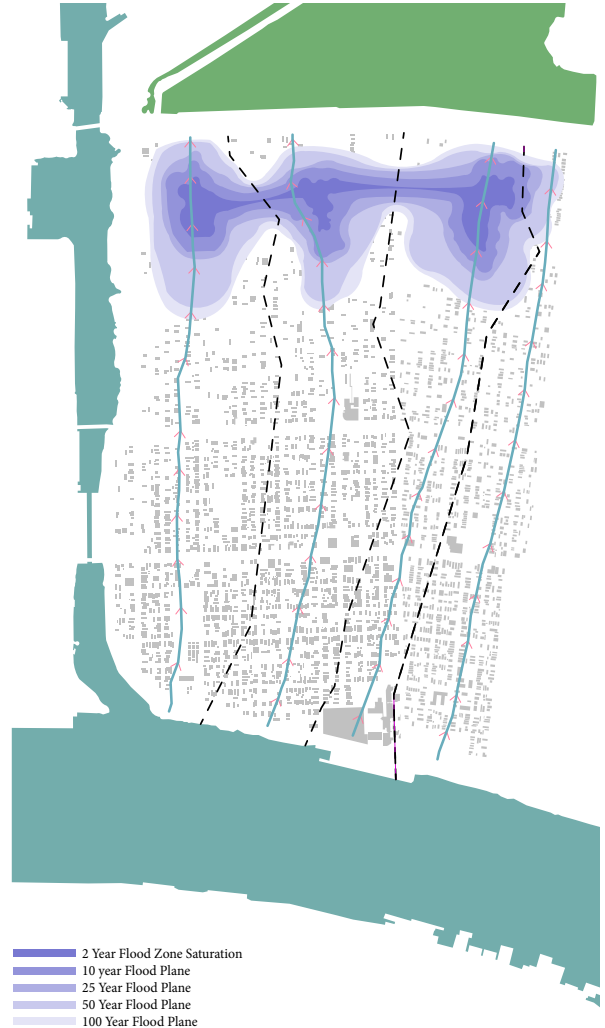 2 Year Flood Zone Saturation
10 year Flood Plane
25 Year Flood Plane
50 Year Flood Plane
100 Year Flood Plane